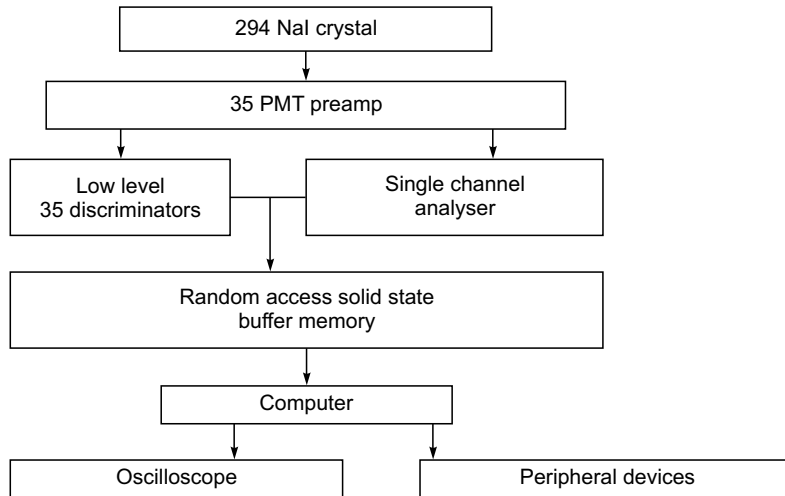 294 NaI crystal
35 PMT preamp
Low level
35 discriminators
Single channel
analyser
Random access solid state
buffer memory
Computer
Oscilloscope
Peripheral devices